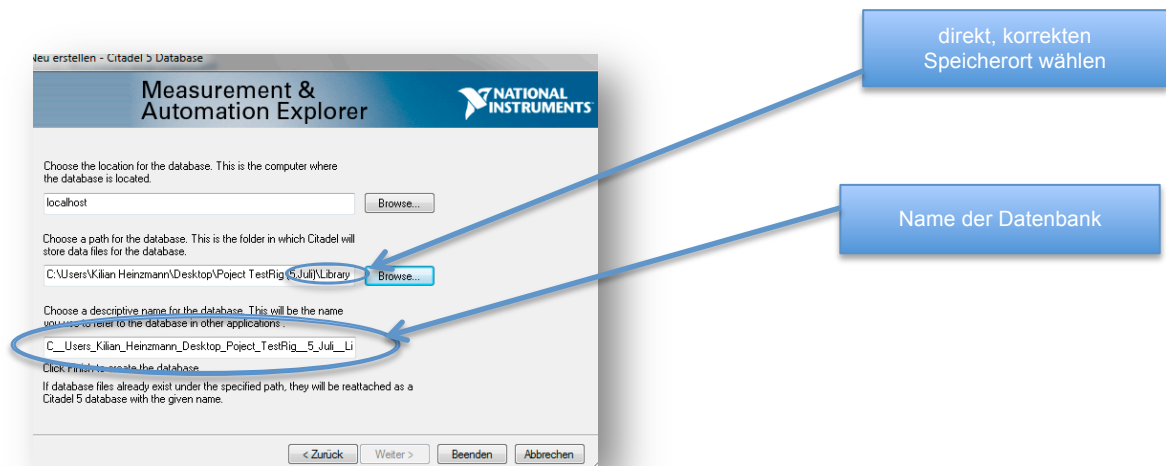 direkt, korrekten
Speicherort wählen
Neu erstellen - Citadel 5 Database
Measurement &
Automation Explorer
NATIONAL
INSTRUMENTS
Choose the location for the database. This is the computer where
the database is located.
localhost
Browse...
Choose a path for the database. This is the folder in which Citadel will
store data files for the database.
C:\Users\Kilian Heinzmann\Desktop\Poject TestRig (5.Juli)\Library
Browse...
Name der Datenbank
Choose a descriptive name for the database. This will be the name
you use to refer to the database in other applications .
C__Users_Kilian_Heinzmann_Desktop_Poject_TestRig__5_Juli__Li
Click Finish to create the database.
If database files already exist under the specified path, they will be reattached as a
Citadel 5 database with the given name.
< Zurück
Weiter >
Beenden
Abbrechen